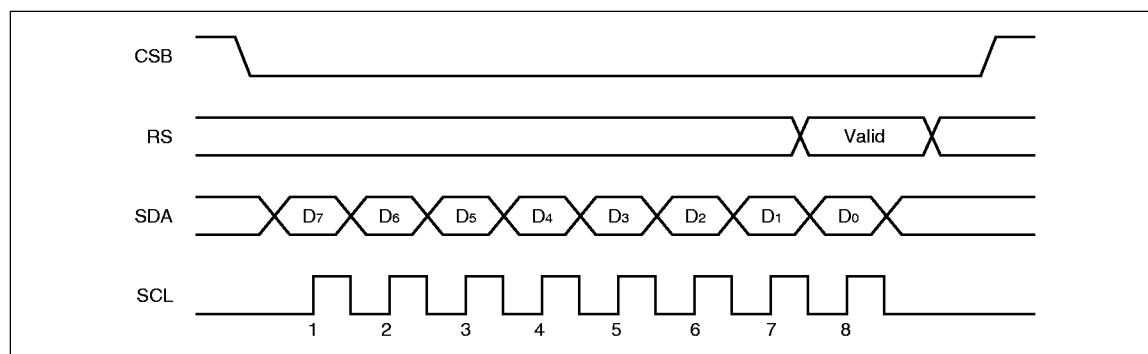 CSB
RS
Valid
SDA
D7 D6 D5 D4 D3 D2 D1 D0
SCL
1 2 3 4 5 6 7 8